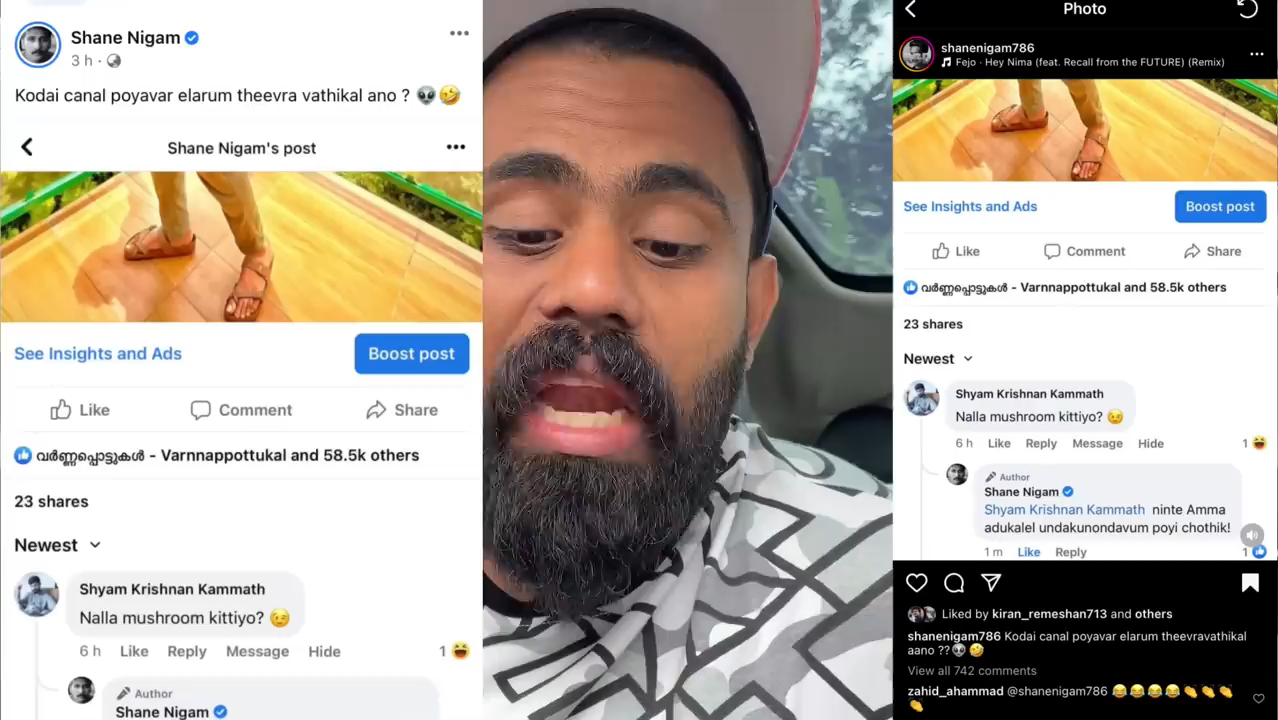 Shane Nigam
3 h ·
Kodai canal poyavar elarum theevra vathikal ano ? 👽🤣
Shane Nigam's post
See Insights and Ads
Boost post
Like
Comment
Share
വർണ്ണപ്പൊട്ടുകൾ - Varnnappottukal and 58.5k others
23 shares
Newest
Shyam Krishnan Kammath
Nalla mushroom kittiyo? 😉
6 h Like Reply Message Hide 1 😆
Author
Shane Nigam
Photo
shanenigam786
Fejo · Hey Nima (feat. Recall from the FUTURE) (Remix)
See Insights and Ads
Boost post
Like
Comment
Share
വർണ്ണപ്പൊട്ടുകൾ - Varnnappottukal and 58.5k others
23 shares
Newest
Shyam Krishnan Kammath
Nalla mushroom kittiyo? 😉
6 h Like Reply Message Hide 1 😆
Author
Shane Nigam
Shyam Krishnan Kammath ninte Amma
adukalel undakunondavum poyi chothik!
1 m Like Reply 1
Liked by kiran_remeshan713 and others
shanenigam786 Kodai canal poyavar elarum theevravathikal
aano ??👽🤣
View all 742 comments
zahid_ahammad @shanenigam786 😂😂😂😂👏👏👏
👏